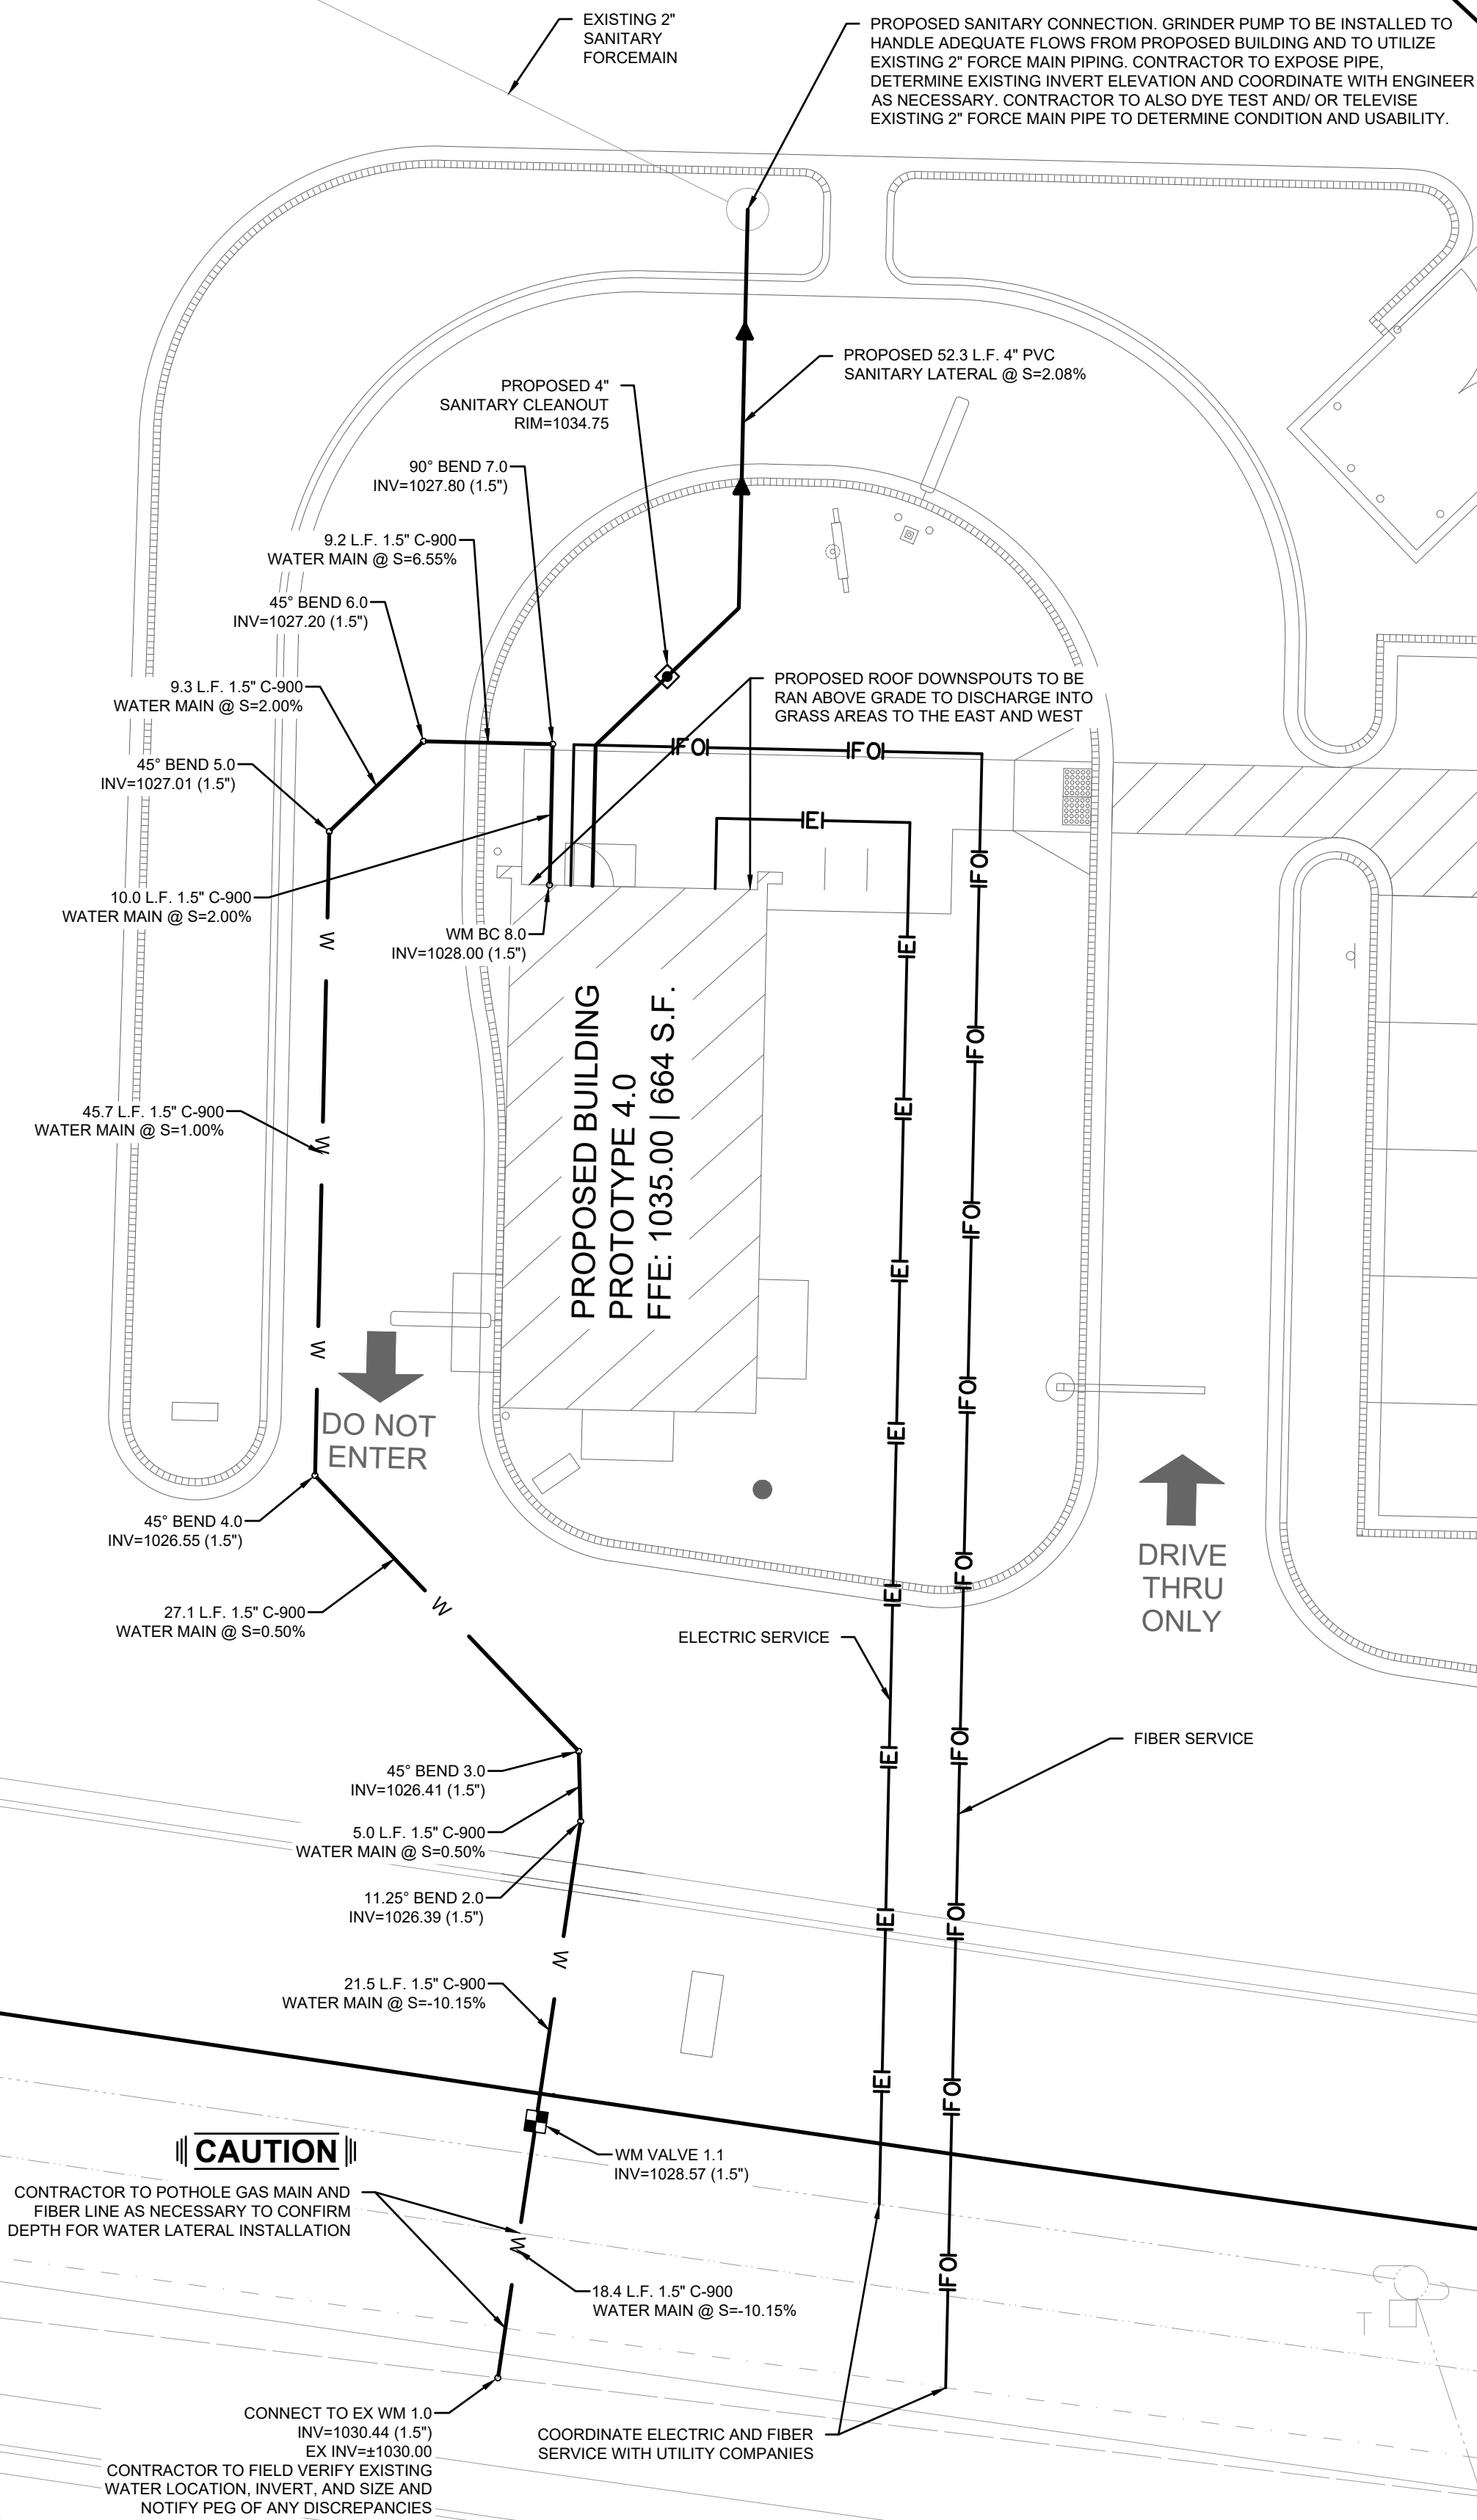 EXISTING 2"
SANITARY
FORCEMAIN
PROPOSED SANITARY CONNECTION. GRINDER PUMP TO BE INSTALLED TO
HANDLE ADEQUATE FLOWS FROM PROPOSED BUILDING AND TO UTILIZE
EXISTING 2" FORCE MAIN PIPING. CONTRACTOR TO EXPOSE PIPE,
DETERMINE EXISTING INVERT ELEVATION AND COORDINATE WITH ENGINEER
AS NECESSARY. CONTRACTOR TO ALSO DYE TEST AND/ OR TELEVISE
EXISTING 2" FORCE MAIN PIPE TO DETERMINE CONDITION AND USABILITY.
PROPOSED 52.3 L.F. 4" PVC
SANITARY LATERAL @ S=2.08%
PROPOSED 4"
SANITARY CLEANOUT
RIM=1034.75
90° BEND 7.0
INV=1027.80 (1.5")
9.2 L.F. 1.5" C-900
WATER MAIN @ S=6.55%
45° BEND 6.0
INV=1027.20 (1.5")
9.3 L.F. 1.5" C-900
WATER MAIN @ S=2.00%
PROPOSED ROOF DOWNSPOUTS TO BE
RAN ABOVE GRADE TO DISCHARGE INTO
GRASS AREAS TO THE EAST AND WEST
FO
FO
45° BEND 5.0
INV=1027.01 (1.5")
E
FO
10.0 L.F. 1.5" C-900
WATER MAIN @ S=2.00%
WM BC 8.0
INV=1028.00 (1.5")
W
E
FO
PROPOSED BUILDING
PROTOTYPE 4.0
FFE: 1035.00 | 664 S.F.
45.7 L.F. 1.5" C-900
WATER MAIN @ S=1.00%
W
E
FO
E
W
FO
DO NOT
ENTER
E
45° BEND 4.0
INV=1026.55 (1.5")
DRIVE
THRU
ONLY
FO
E
27.1 L.F. 1.5" C-900
WATER MAIN @ S=0.50%
W
ELECTRIC SERVICE
FIBER SERVICE
FO
E
45° BEND 3.0
INV=1026.41 (1.5")
5.0 L.F. 1.5" C-900
WATER MAIN @ S=0.50%
11.25° BEND 2.0
INV=1026.39 (1.5")
E
FO
W
21.5 L.F. 1.5" C-900
WATER MAIN @ S=-10.15%
E
FO
CAUTION
WM VALVE 1.1
INV=1028.57 (1.5")
CONTRACTOR TO POTHOLE GAS MAIN AND
FIBER LINE AS NECESSARY TO CONFIRM
DEPTH FOR WATER LATERAL INSTALLATION
W
FO
18.4 L.F. 1.5" C-900
WATER MAIN @ S=-10.15%
T
CONNECT TO EX WM 1.0
INV=1030.44 (1.5")
EX INV=±1030.00
CONTRACTOR TO FIELD VERIFY EXISTING
WATER LOCATION, INVERT, AND SIZE AND
NOTIFY PEG OF ANY DISCREPANCIES
COORDINATE ELECTRIC AND FIBER
SERVICE WITH UTILITY COMPANIES